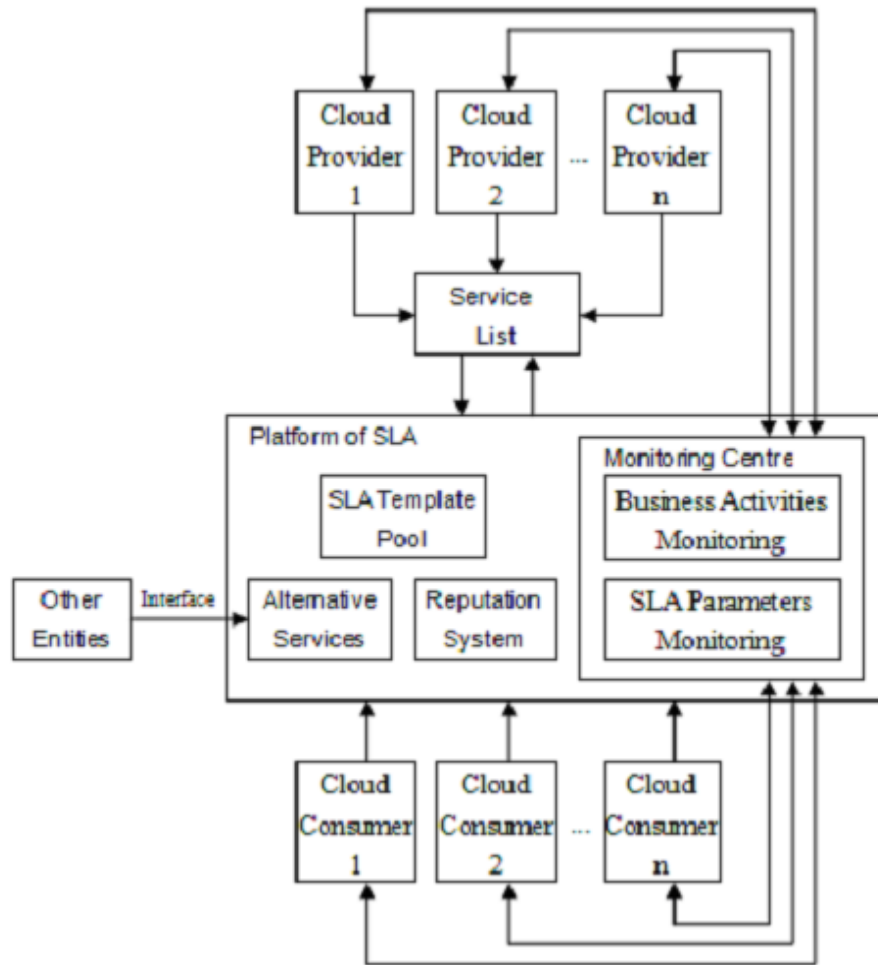 Cloud
Provider
1
Cloud
Provider
2
...
Cloud
Provider
n
Service
List
Platform of SLA
Monitoring Centre
SLA Template
Pool
Business Activities
Monitoring
Other
Entities
Interface
Alternative
Services
Reputation
System
SLA Parameters
Monitoring
Cloud
Consumer
1
Cloud
Consumer
2
...
Cloud
Consumer
n